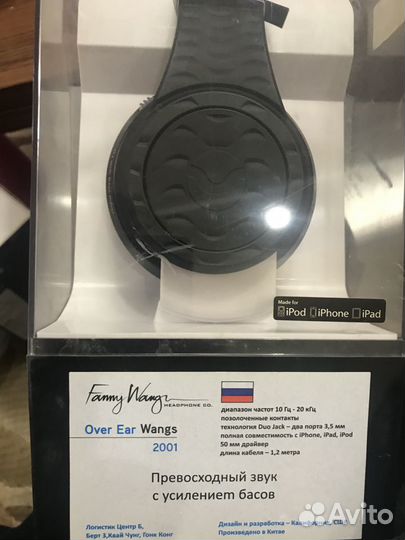 Made for
iPod iPhone iPad
Fanny Wang
HEADPHONE CO.
Over Ear Wangs
2001
диапазон частот 10 Гц - 20 кГц
позолоченные контакты
технология Duo Jack – два порта 3,5 мм
полная совместимость с iPhone, iPad, iPod
50 мм драйвер
длина кабеля – 1,2 метра
Превосходный звук
с усилением басов
Логистик Центр Б,
Берт 3,Квай Чунг, Гонк Конг
Дизайн и разработка – Калифорния, США
Произведено в Китае
Avito